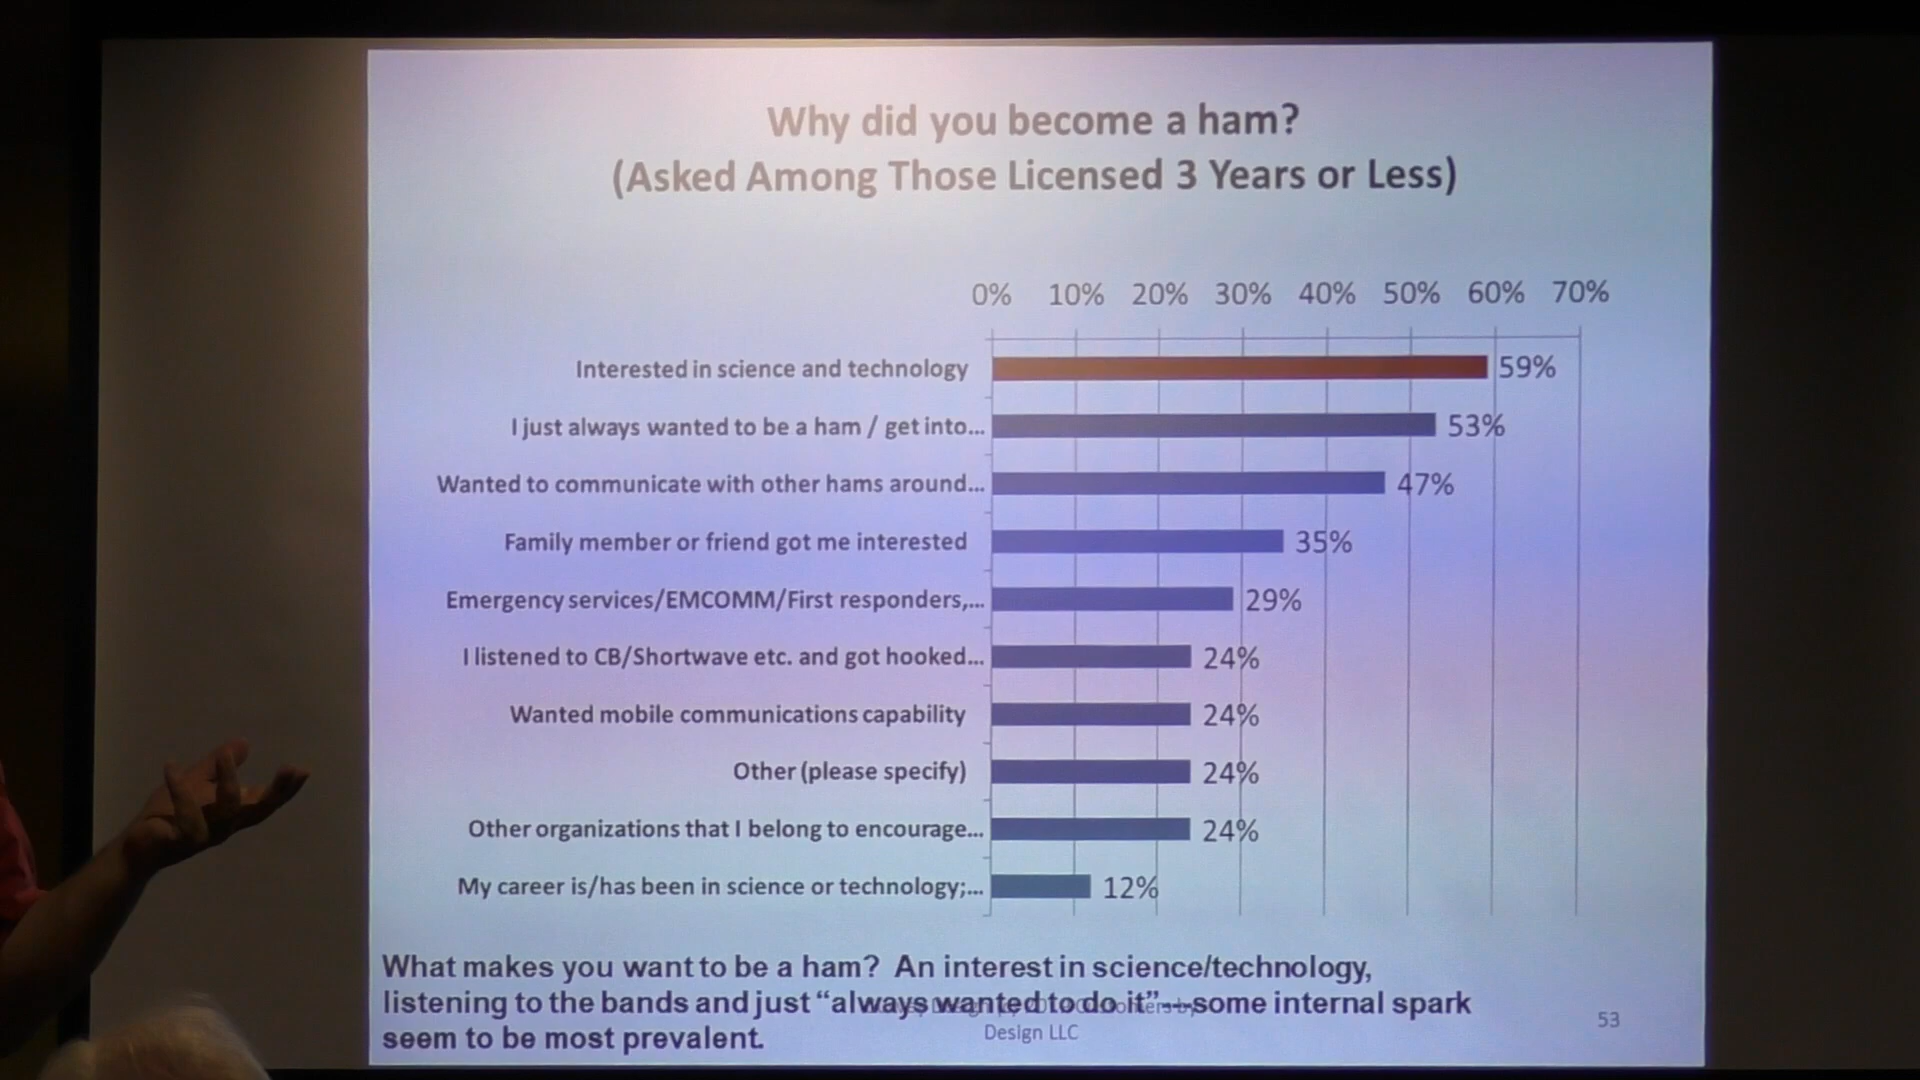 Why did you become a ham?
(Asked Among Those Licensed 3 Years or Less)
0% 10% 20% 30% 40% 50% 60% 70%
Interested in science and technology 59%
I just always wanted to be a ham / get into... 53%
Wanted to communicate with other hams around... 47%
Family member or friend got me interested 35%
Emergency services/EMCOMM/First responders,... 29%
I listened to CB/Shortwave etc. and got hooked... 24%
Wanted mobile communications capability 24%
Other (please specify) 24%
Other organizations that I belong to encourage... 24%
My career is/has been in science or technology;... 12%
What makes you want to be a ham? An interest in science/technology,
listening to the bands and just “always wanted to do it”---some internal spark
seem to be most prevalent.
Design LLC
53